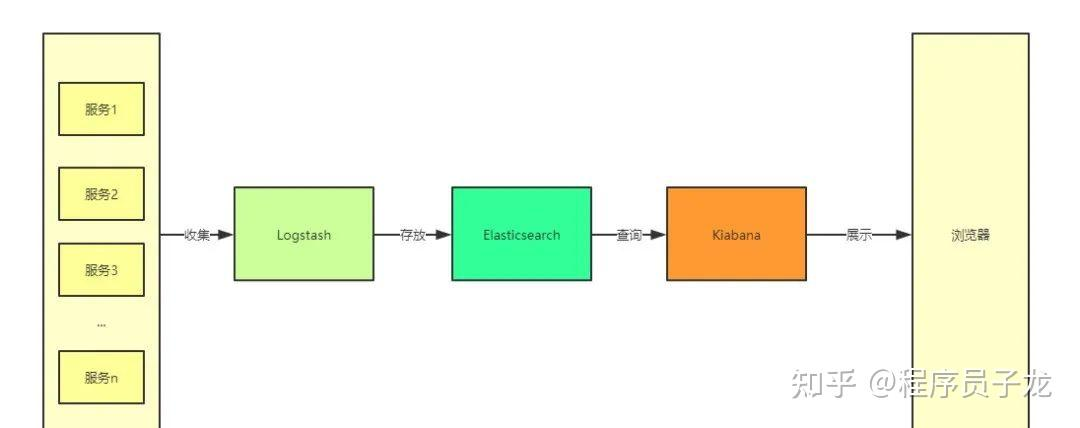 服务1
服务2
服务3
...
服务n
收集
Logstash
存放
Elasticsearch
查询
Kiabana
展示
浏览器
知乎 @程序员子龙